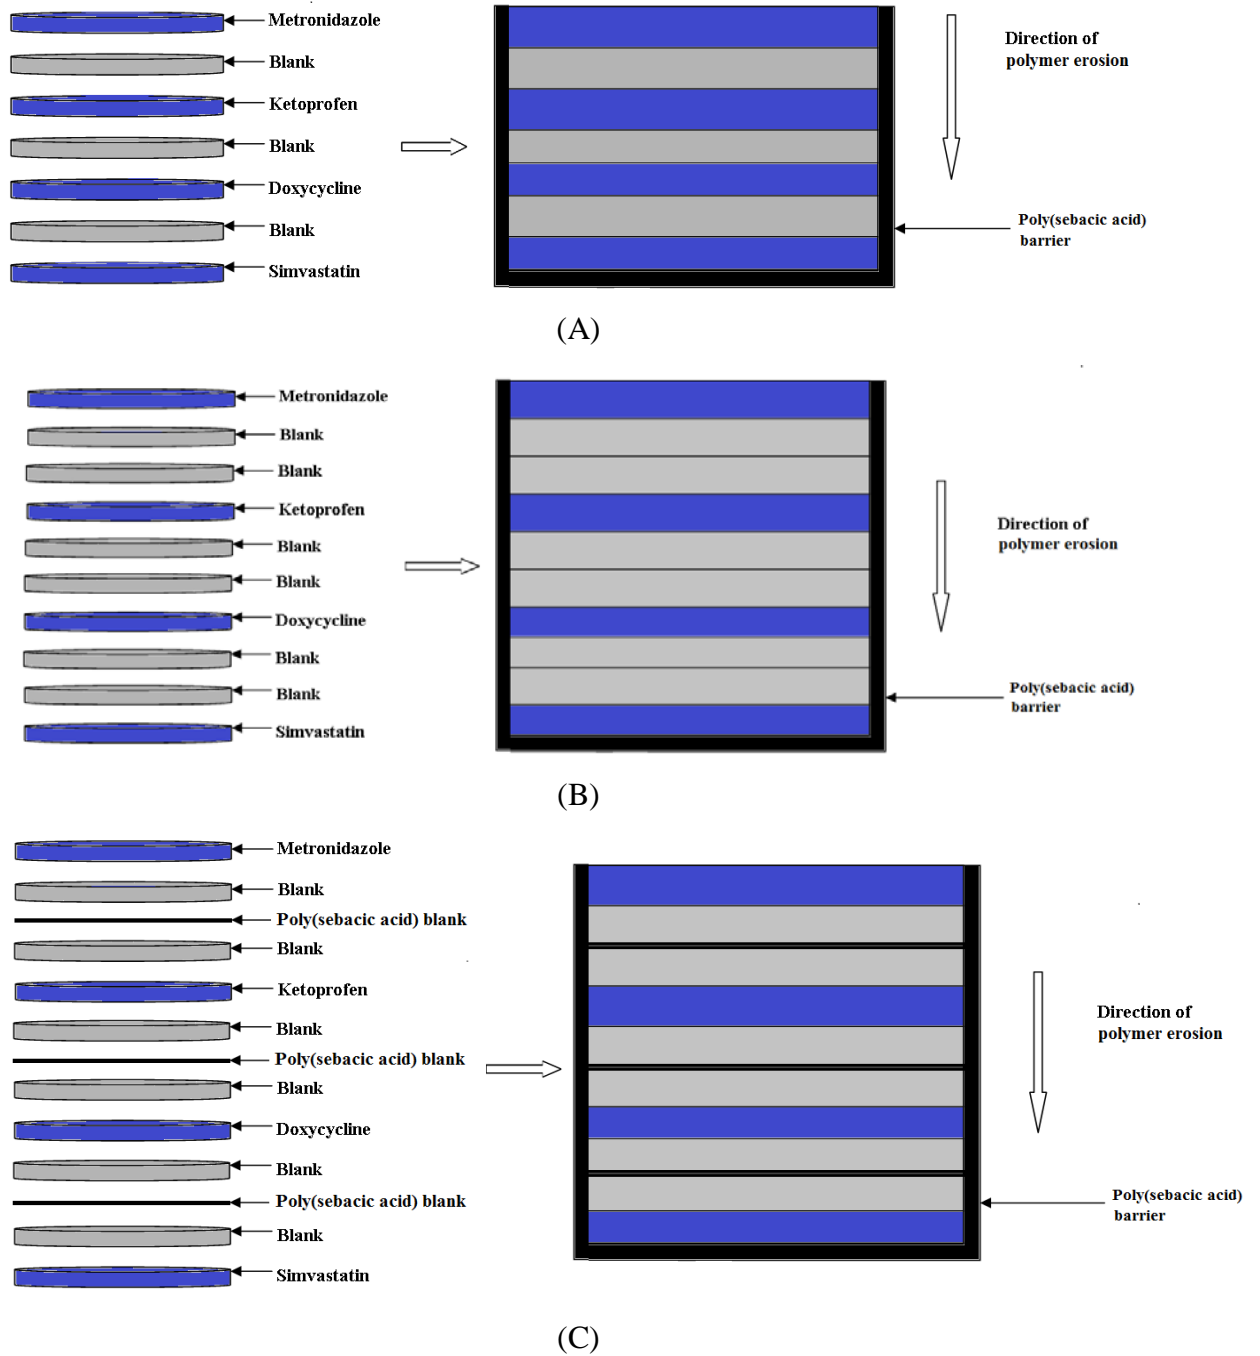 Metronidazole
Blank
Ketoprofen
Blank
Doxycycline
Blank
Simvastatin
Direction of
polymer erosion
Poly(sebacic acid)
barrier
(A)
Metronidazole
Blank
Blank
Ketoprofen
Blank
Blank
Doxycycline
Blank
Blank
Simvastatin
Direction of
polymer erosion
Poly(sebacic acid)
barrier
(B)
Metronidazole
Blank
Poly(sebacic acid) blank
Blank
Ketoprofen
Blank
Poly(sebacic acid) blank
Blank
Doxycycline
Blank
Poly(sebacic acid) blank
Blank
Simvastatin
Direction of
polymer erosion
Poly(sebacic acid)
barrier
(C)